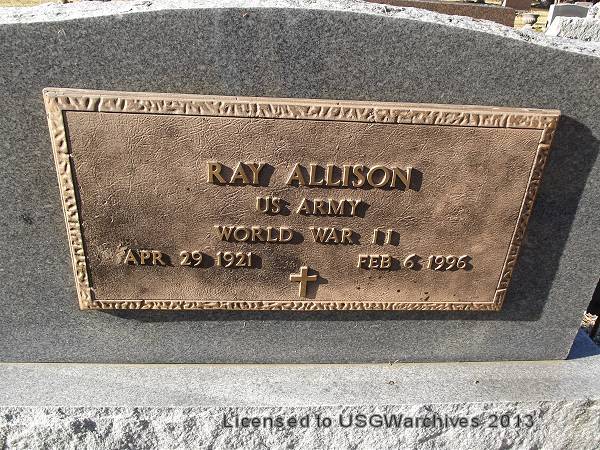 RAY ALLISON
US ARMY
WORLD WAR II
APR 29 1921 FEB 6 1996
Licensed to USGWarchives 2013